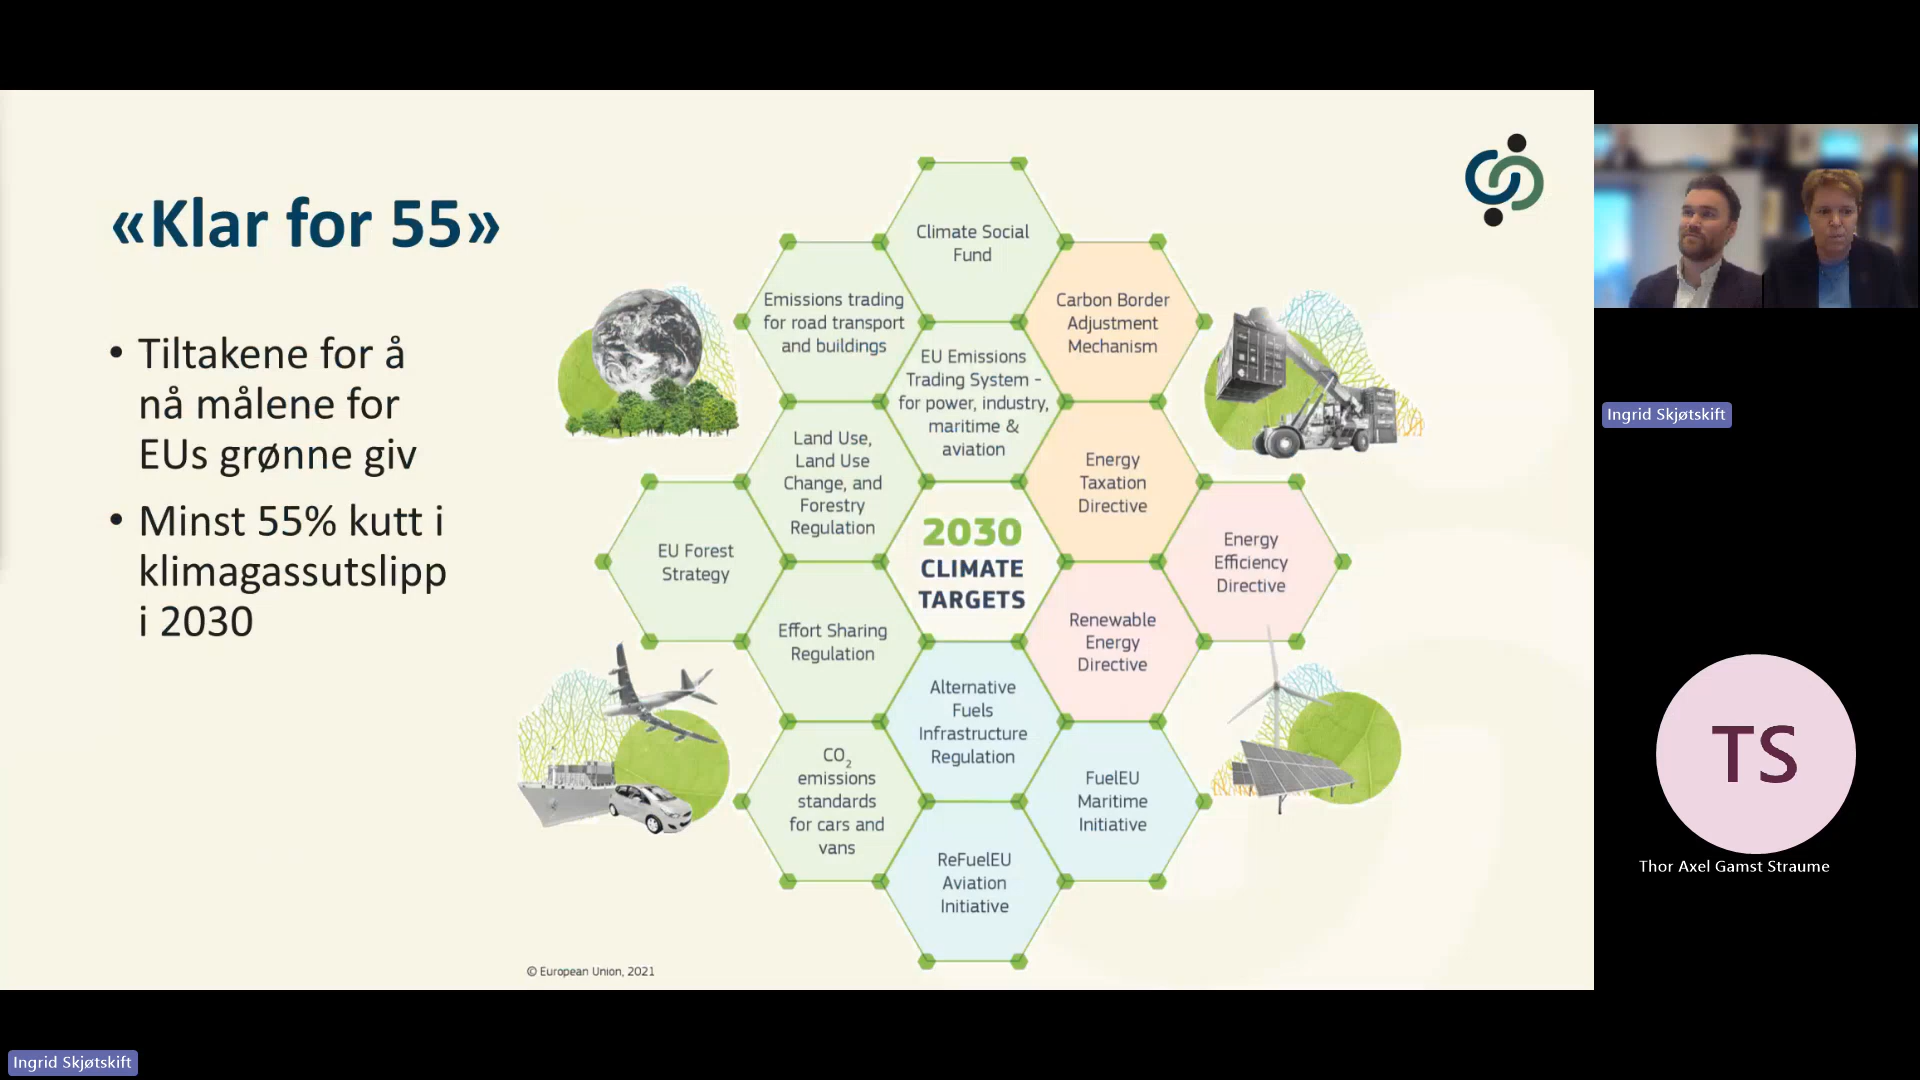 «Klar for 55»
• Tiltakene for å
nå målene for
EUs grønne giv
• Minst 55% kutt i
klimagassutslipp
i 2030
Climate Social
Fund
Emissions trading
for road transport
and buildings
Carbon Border
Adjustment
Mechanism
EU Emissions
Trading System -
for power, industry,
maritime &
aviation
Land Use,
Land Use
Change, and
Forestry
Regulation
Energy
Taxation
Directive
EU Forest
Strategy
2030
CLIMATE
TARGETS
Energy
Efficiency
Directive
Effort Sharing
Regulation
Renewable
Energy
Directive
Alternative
Fuels
Infrastructure
Regulation
CO₂
emissions
standards
for cars and
vans
FuelEU
Maritime
Initiative
ReFuelEU
Aviation
Initiative
© European Union, 2021
Ingrid Skjøtskift
TS
Thor Axel Gamst Straume
Ingrid Skjøtskift